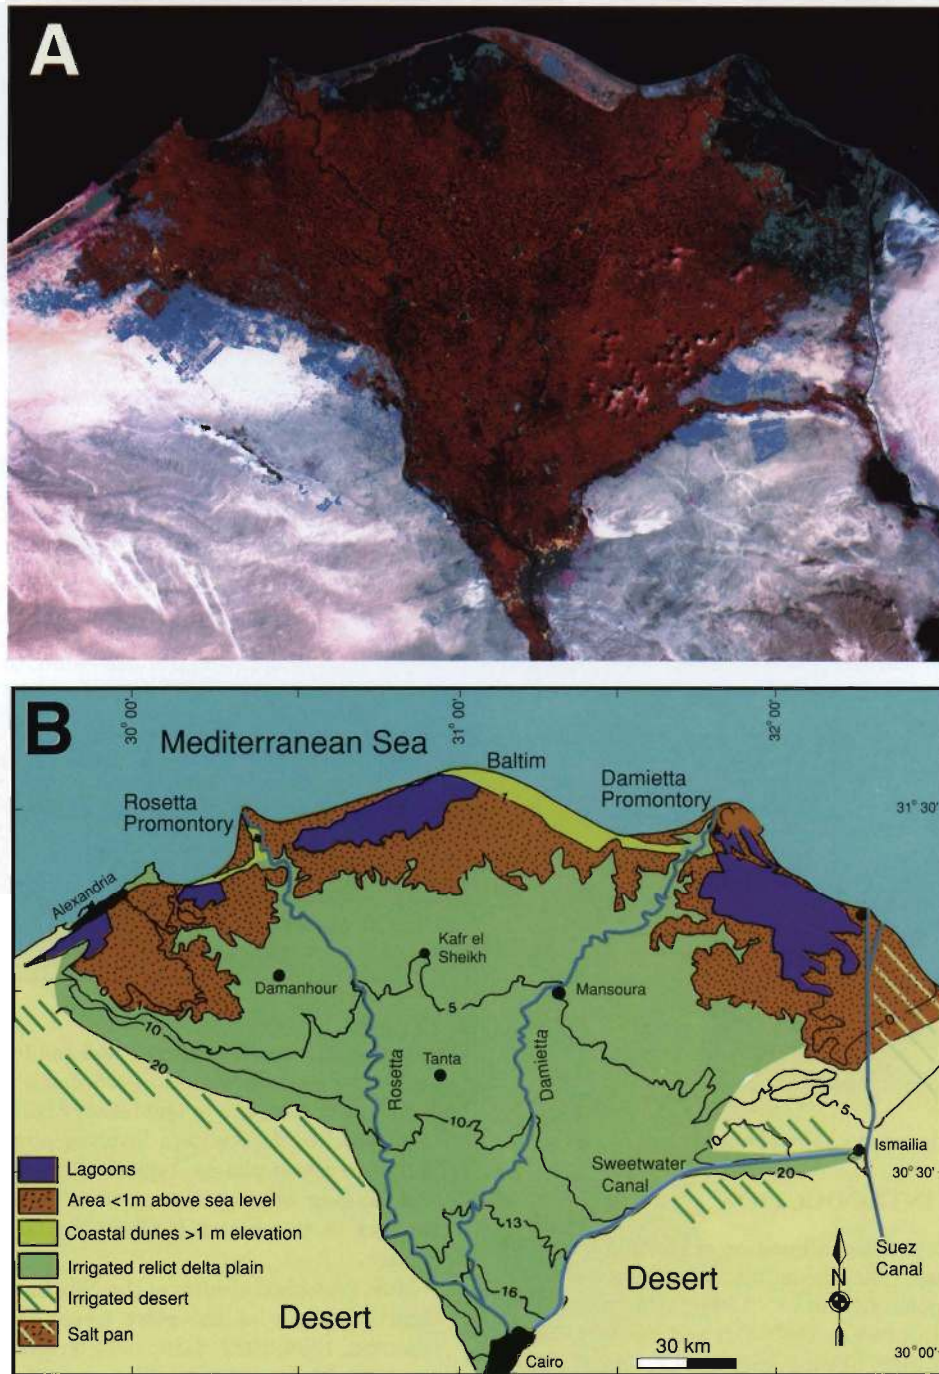 A
B
30° 00'
31° 00'
32° 00'
Mediterranean Sea
Baltim
Damietta
Promontory
Rosetta
Promontory
31° 30'
1
Alexandria
Kafr el
Sheikh
Damanhour
0
5
Mansoura
0
10
20
Tanta
Rosetta
Damietta
5
10
10
Ismailia
Sweetwater
Canal
20
30° 30'
13
16
Suez
Canal
N
Desert
Desert
30 km
Cairo
30° 00'
Lagoons
Area <1m above sea level
Coastal dunes >1 m elevation
Irrigated relict delta plain
Irrigated desert
Salt pan